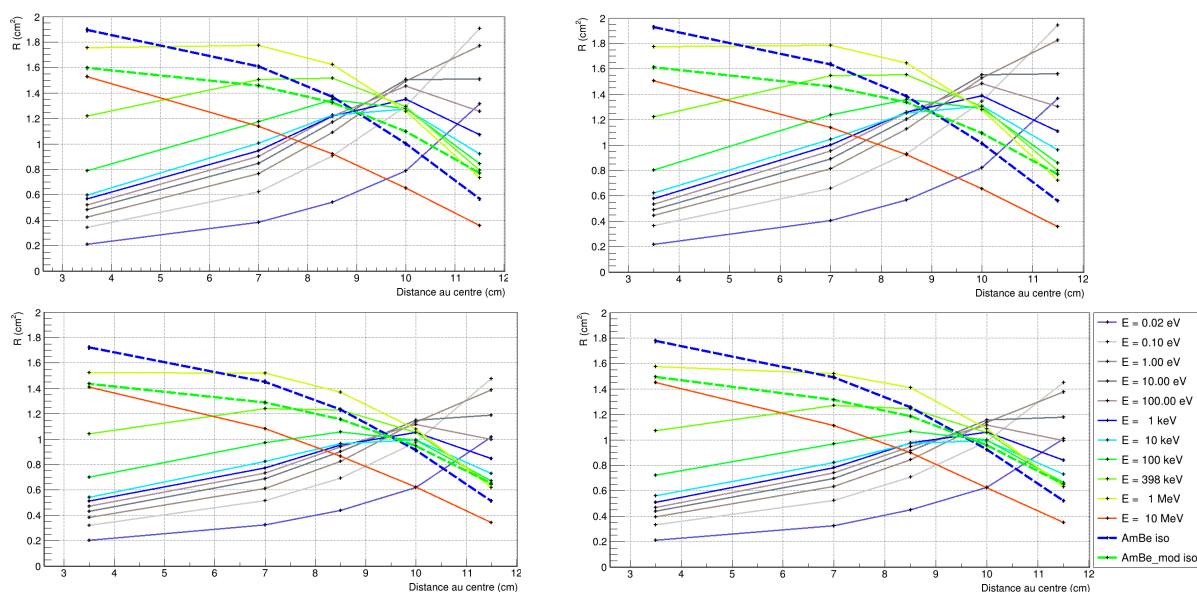 R (cm²)
2
1.8
1.6
1.4
1.2
1
0.8
0.6
0.4
0.2
0
3 4 5 6 7 8 9 10 11 12
Distance au centre (cm)
R (cm²)
2
1.8
1.6
1.4
1.2
1
0.8
0.6
0.4
0.2
0
3 4 5 6 7 8 9 10 11 12
Distance au centre (cm)
R (cm²)
2
1.8
1.6
1.4
1.2
1
0.8
0.6
0.4
0.2
0
3 4 5 6 7 8 9 10 11 12
Distance au centre (cm)
R (cm²)
2
1.8
1.6
1.4
1.2
1
0.8
0.6
0.4
0.2
0
3 4 5 6 7 8 9 10 11 12
Distance au centre (cm)
E = 0.02 eV
E = 0.10 eV
E = 1.00 eV
E = 10.00 eV
E = 100.00 eV
E = 1 keV
E = 10 keV
E = 100 keV
E = 398 keV
E = 1 MeV
E = 10 MeV
AmBe iso
AmBe_mod iso